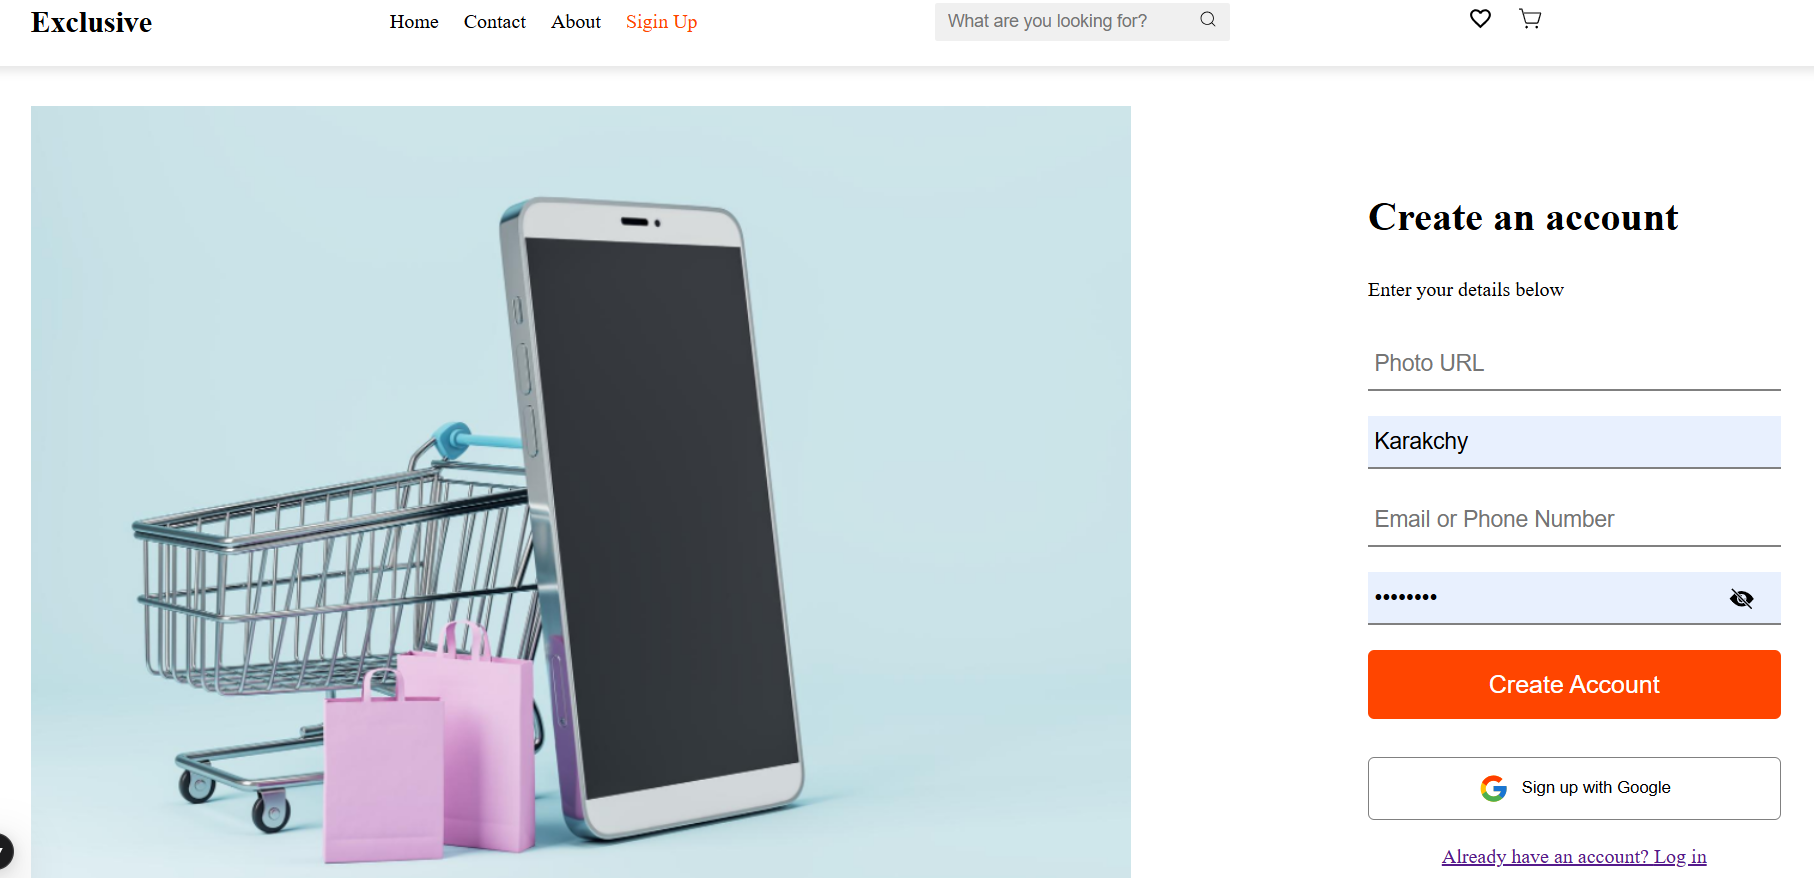 Exclusive
Home Contact About Sigin Up
What are you looking for?
Create an account
Enter your details below
Photo URL
Karakchy
Email or Phone Number
••••••••
Create Account
Sign up with Google
Already have an account? Log in